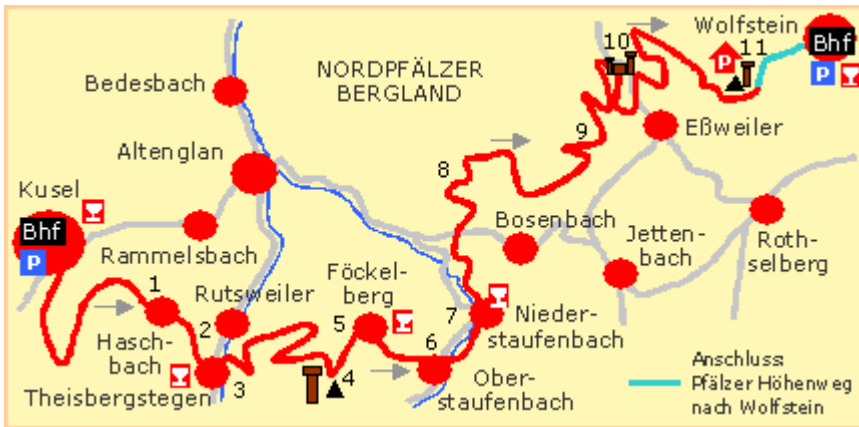 Wolfstein
10
11
Bhf
P
P
NORDPFÄLZER
BERGLAND
Bedesbach
9
Eßweiler
Altenglan
8
Kusel
Bhf
P
Rammelsbach
Bosenbach
Jetten-
bach
Roth-
selberg
1
Rutsweiler
2
Föckel-
berg
5
7
Nieder-
staufenbach
Hasch-
bach
6
Theisbergstegen
3
4
Ober-
staufenbach
Anschluss:
Pfälzer Höhenweg
nach Wolfstein